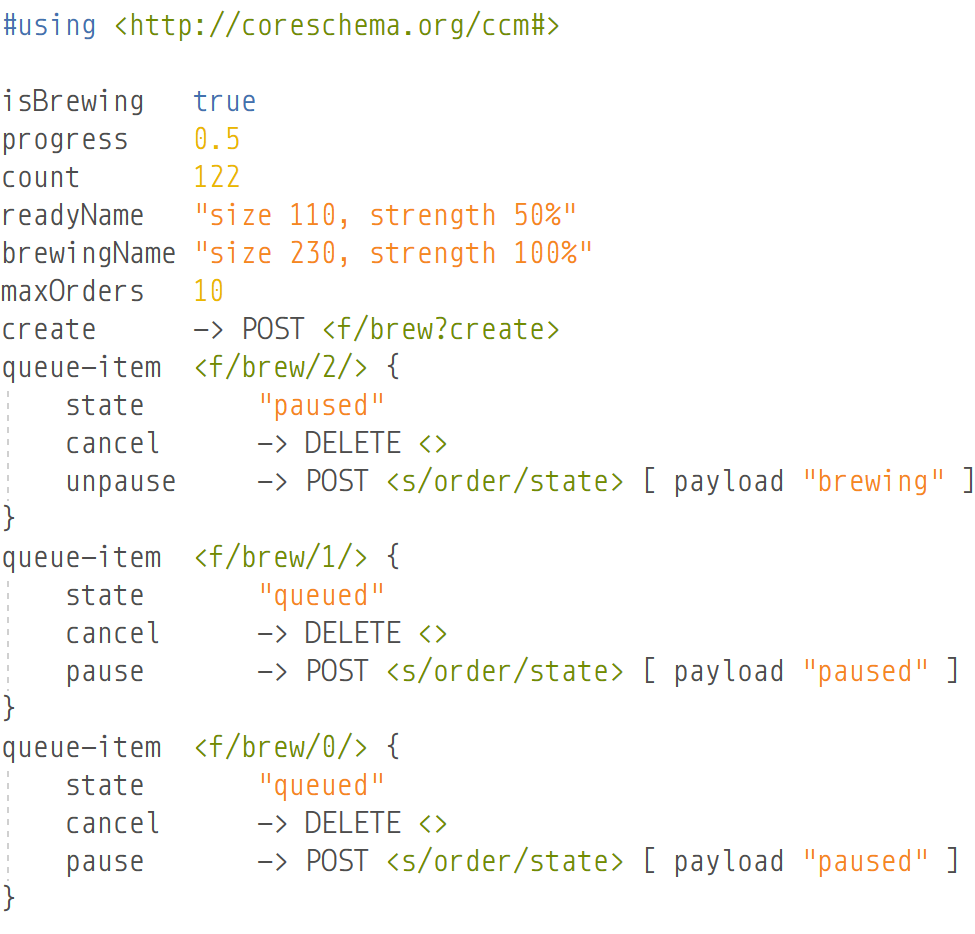 #using <http://coreschema.org/ccm#>

isBrewing   true
progress    0.5
count       122
readyName   "size 110, strength 50%"
brewingName "size 230, strength 100%"
maxOrders   10
create      -> POST <f/brew?create>
queue-item  <f/brew/2/> {
    state       "paused"
    cancel      -> DELETE <>
    unpause     -> POST <s/order/state> [ payload "brewing" ]
}
queue-item  <f/brew/1/> {
    state       "queued"
    cancel      -> DELETE <>
    pause       -> POST <s/order/state> [ payload "paused" ]
}
queue-item  <f/brew/0/> {
    state       "queued"
    cancel      -> DELETE <>
    pause       -> POST <s/order/state> [ payload "paused" ]
}